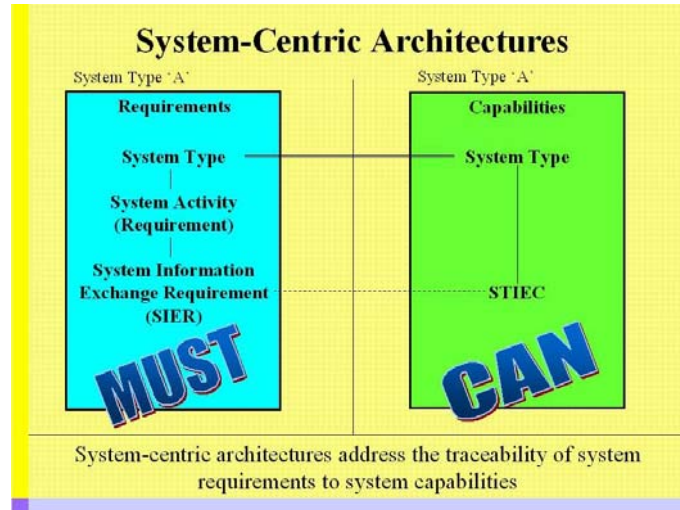 System-Centric Architectures
System Type ‘A’
Requirements
System Type
System Activity
(Requirement)
System Information
Exchange Requirement
(SIER)
MUST
System Type ‘A’
Capabilities
System Type
STIEC
CAN
System-centric architectures address the traceability of system
requirements to system capabilities